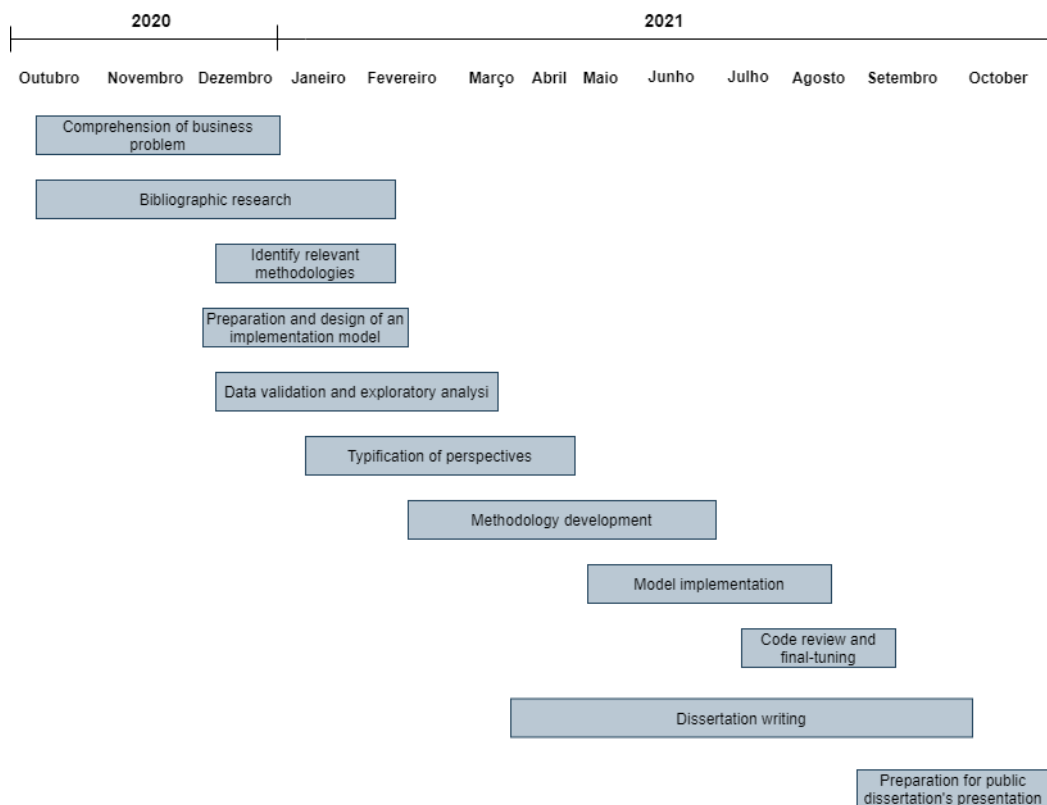 2020 2021
Outubro Novembro Dezembro Janeiro Fevereiro Março Abril Maio Junho Julho Agosto Setembro October
Comprehension of business
problem
Bibliographic research
Identify relevant
methodologies
Preparation and design of an
implementation model
Data validation and exploratory analysi
Typification of perspectives
Methodology development
Model implementation
Code review and
final-tuning
Dissertation writing
Preparation for public
dissertation's presentation